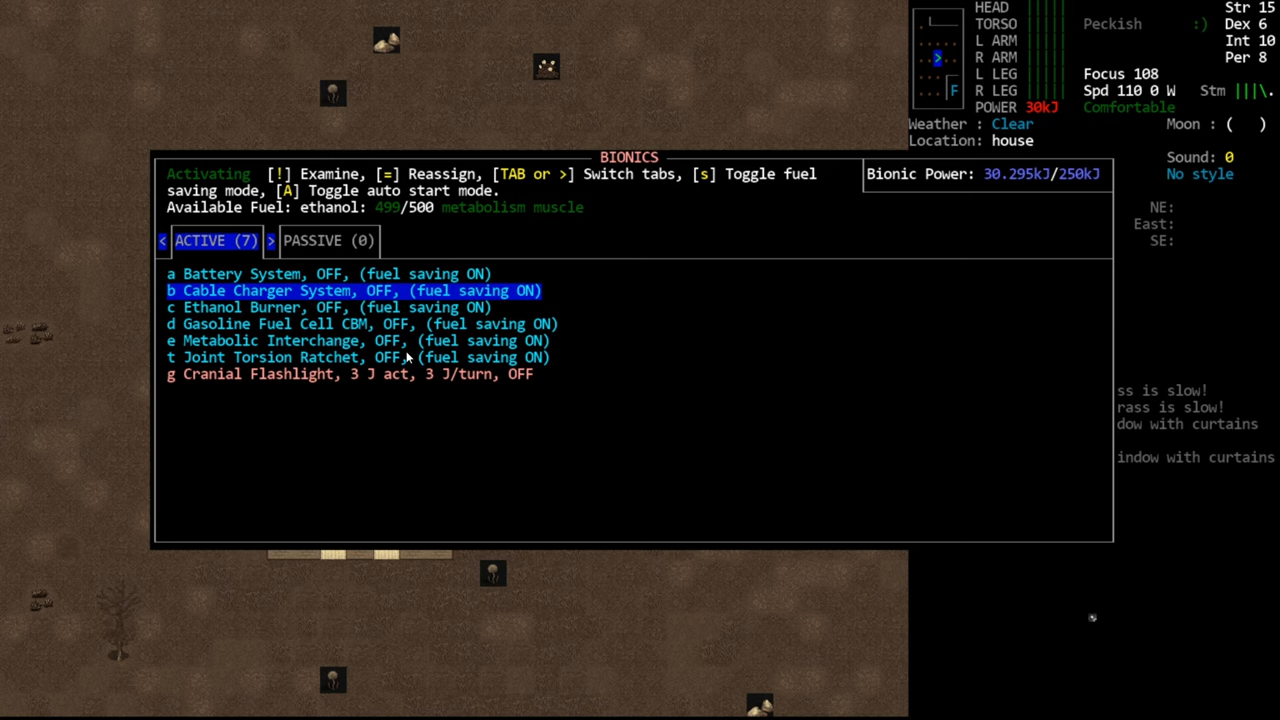 HEAD
Str 15
TORSO
Peckish :)
Dex 6
L ARM
Int 10
R ARM
Per 8
L LEG
Focus 108
R LEG
Spd 110 0 W Stm |||\.
POWER 30kJ
Comfortable
Weather : Clear
Moon : ( )
Location: house
F
>
BIONICS
Activating [!] Examine, [=] Reassign, [TAB or >] Switch tabs, [s] Toggle fuel
saving mode, [A] Toggle auto start mode.
Available Fuel: ethanol: 499/500 metabolism muscle
Bionic Power: 30.295kJ/250kJ
< ACTIVE (7) > PASSIVE (0)
a Battery System, OFF, (fuel saving ON)
b Cable Charger System, OFF, (fuel saving ON)
c Ethanol Burner, OFF, (fuel saving ON)
d Gasoline Fuel Cell CBM, OFF, (fuel saving ON)
e Metabolic Interchange, OFF, (fuel saving ON)
t Joint Torsion Ratchet, OFF, (fuel saving ON)
g Cranial Flashlight, 3 J act, 3 J/turn, OFF
Sound: 0
No style
NE:
East:
SE:
ss is slow!
rass is slow!
dow with curtains
indow with curtains